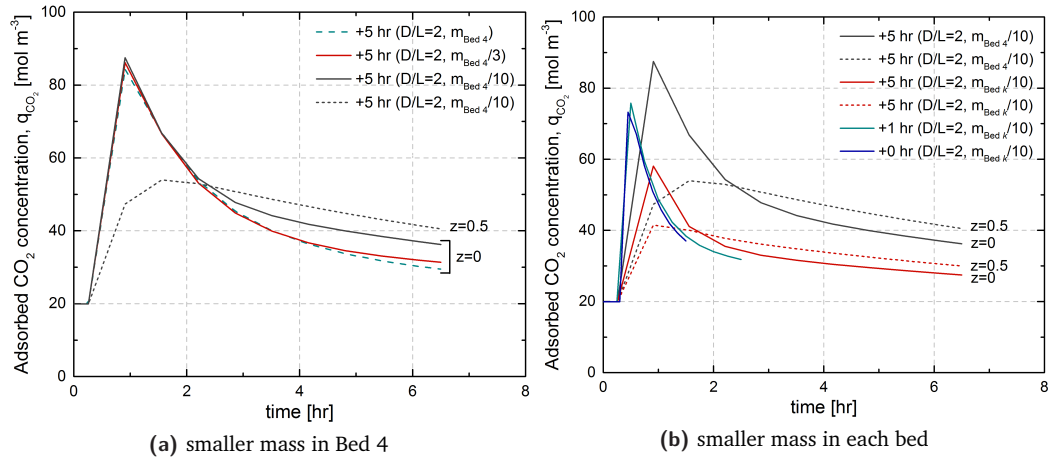 Adsorbed CO2 concentration, qCO2 [mol m-3]
100
80
60
40
20
0
0 2 4 6 8
time [hr]
+5 hr (D/L=2, mBed 4)
+5 hr (D/L=2, mBed 4/3)
+5 hr (D/L=2, mBed 4/10)
+5 hr (D/L=2, mBed 4/10)
z=0.5
z=0
(a) smaller mass in Bed 4
Adsorbed CO2 concentration, qCO2 [mol m-3]
100
80
60
40
20
0
0 2 4 6 8
time [hr]
+5 hr (D/L=2, mBed 4/10)
+5 hr (D/L=2, mBed 4/10)
+5 hr (D/L=2, mBed k/10)
+5 hr (D/L=2, mBed k/10)
+1 hr (D/L=2, mBed k/10)
+0 hr (D/L=2, mBed k/10)
z=0.5
z=0
z=0.5
z=0
(b) smaller mass in each bed